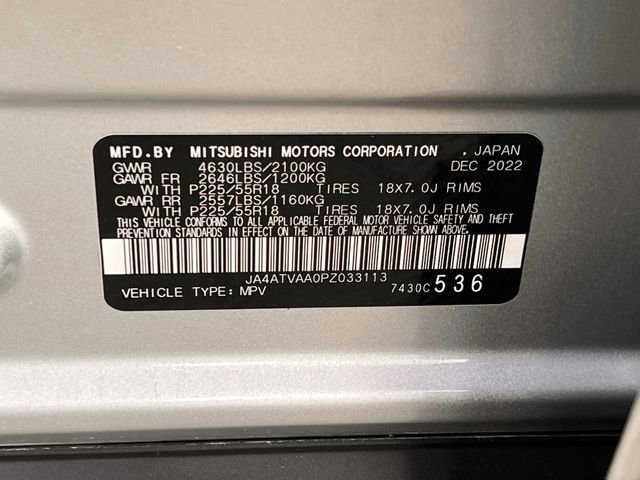 MFD.BY MITSUBISHI MOTORS CORPORATION . JAPAN
GVWR 4630LBS/2100KG DEC 2022
GAWR FR 2646LBS/1200KG
WITH P225/55R18 TIRES 18X7.0J RIMS
GAWR RR 2557LBS/1160KG
WITH P225/55R18 TIRES 18X7.0J RIMS
THIS VEHICLE CONFORMS TO ALL APPLICABLE FEDERAL MOTOR VEHICLE SAFETY AND THEFT
PREVENTION STANDARDS IN EFFECT ON THE DATE OF MANUFACTURE SHOWN ABOVE.
JA4ATVAA0PZ033113
VEHICLE TYPE: MPV 7430C 536